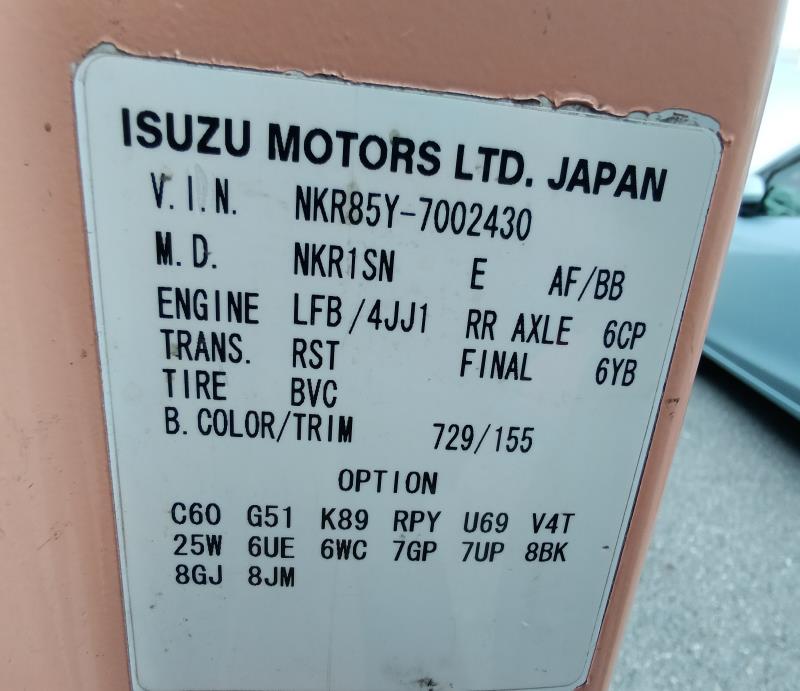 ISUZU MOTORS LTD. JAPAN
V.I.N. NKR85Y-7002430
M.D. NKR1SN E AF/BB
ENGINE LFB/4JJ1 RR AXLE 6CP
TRANS. RST FINAL 6YB
TIRE BVC
B.COLOR/TRIM 729/155
OPTION
C60 G51 K89 RPY U69 V4T
25W 6UE 6WC 7GP 7UP 8BK
8GJ 8JM